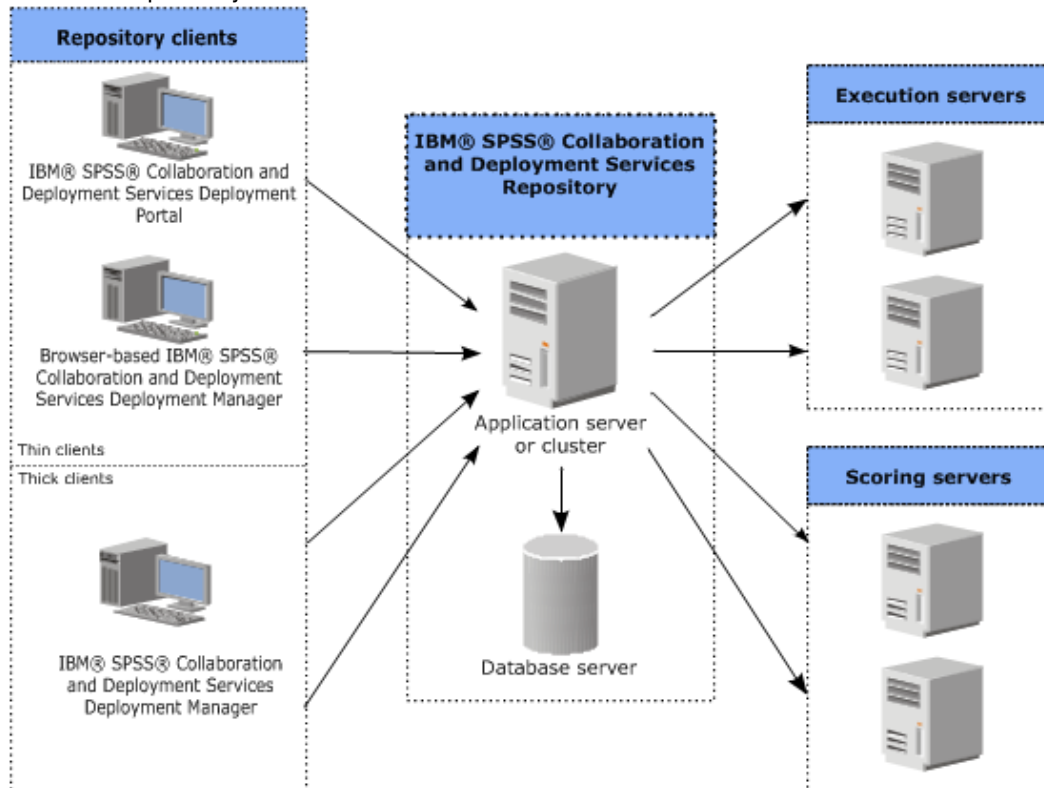 Repository clients
IBM® SPSS® Collaboration and
Deployment Services Deployment
Portal
Browser-based IBM® SPSS®
Collaboration and Deployment
Services Deployment Manager
Thin clients
Thick clients
IBM® SPSS® Collaboration
and Deployment Services
Deployment Manager
IBM® SPSS® Collaboration
and Deployment Services
Repository
Application server
or cluster
Database server
Execution servers
Scoring servers